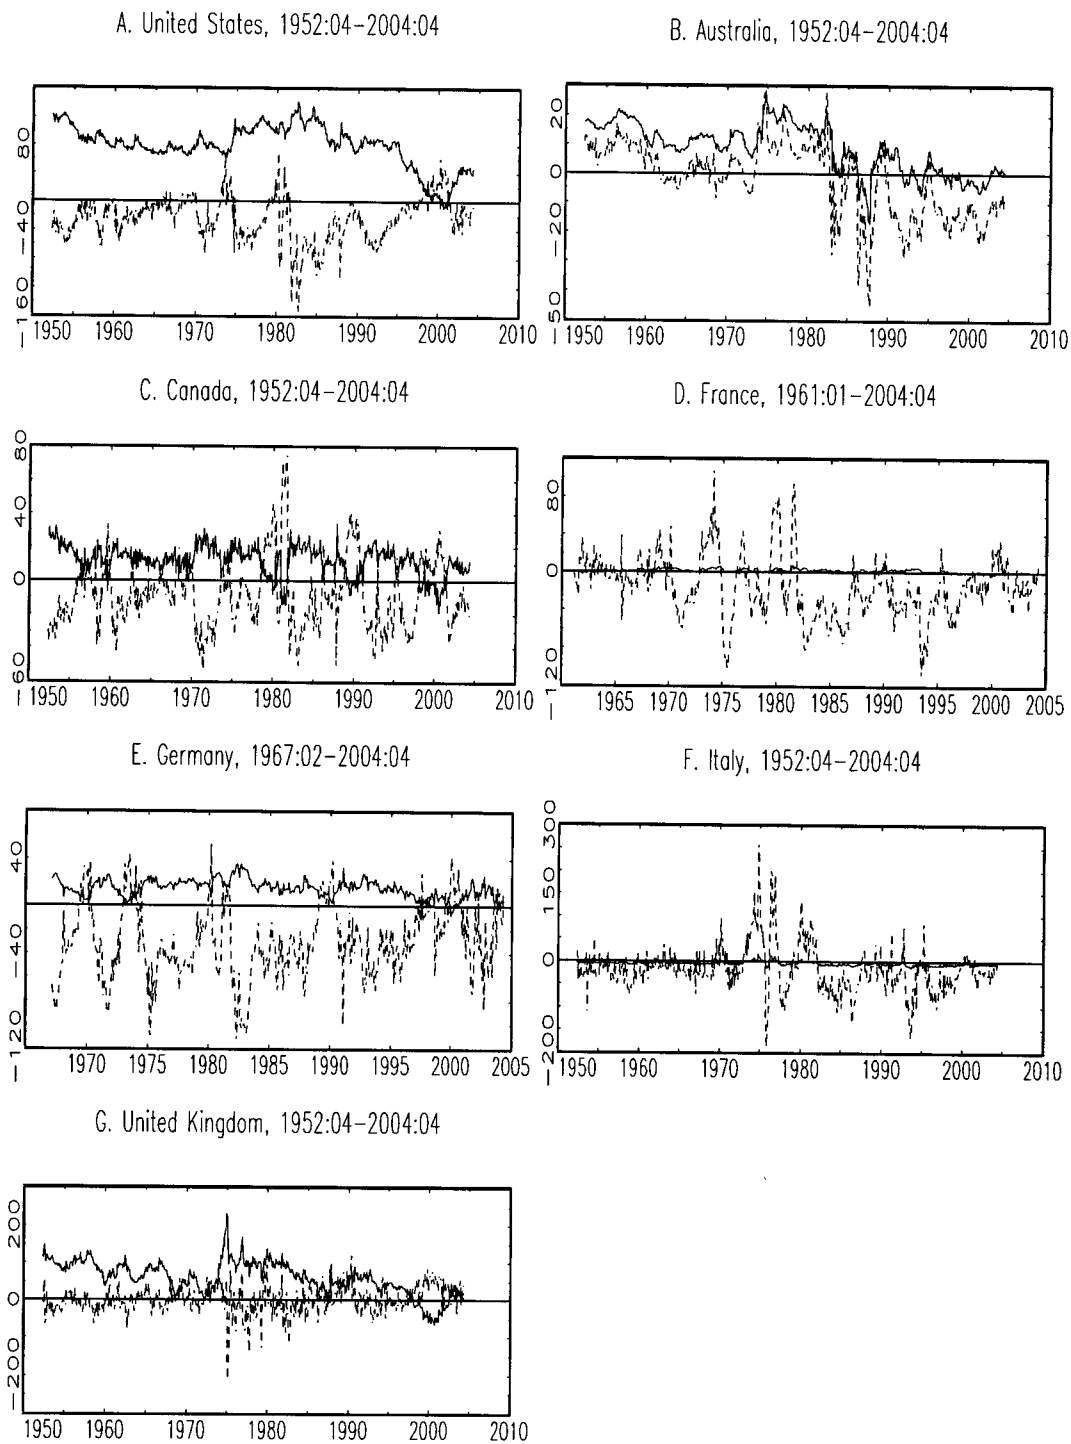 A. United States, 1952:04–2004:04
80
−40
−160
1950 1960 1970 1980 1990 2000 2010
B. Australia, 1952:04–2004:04
20
0
−20
−50
1950 1960 1970 1980 1990 2000 2010
C. Canada, 1952:04–2004:04
80
40
0
−60
1950 1960 1970 1980 1990 2000 2010
D. France, 1961:01–2004:04
80
0
−120
1965 1970 1975 1980 1985 1990 1995 2000 2005
E. Germany, 1967:02–2004:04
40
−40
−120
1970 1975 1980 1985 1990 1995 2000 2005
F. Italy, 1952:04–2004:04
300
150
0
−200
1950 1960 1970 1980 1990 2000 2010
G. United Kingdom, 1952:04–2004:04
200
0
−200
1950 1960 1970 1980 1990 2000 2010